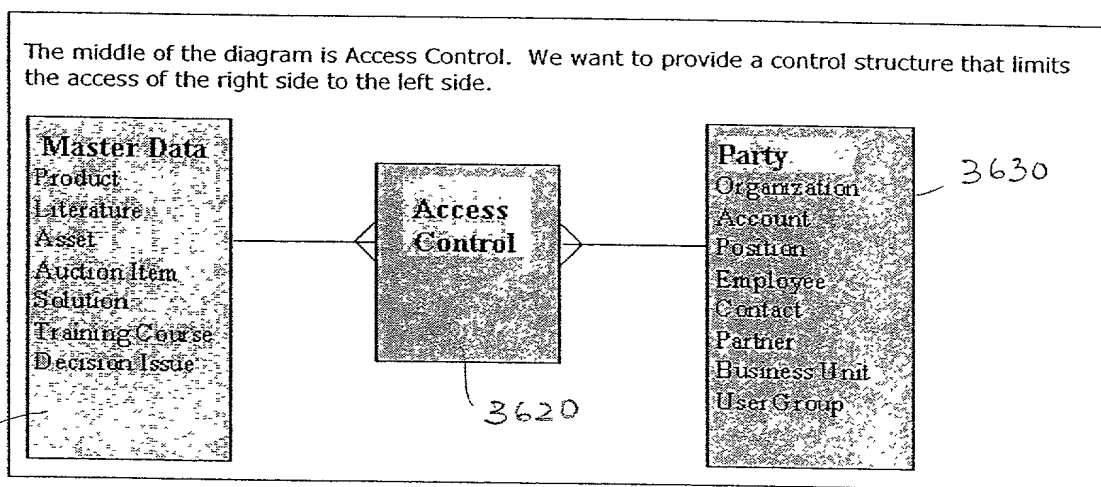 The middle of the diagram is Access Control. We want to provide a control structure that limits
the access of the right side to the left side.
Master Data
Product
Literature
Asset
Auction Item
Solution
Training Course
Decision Issue
Access
Control
3620
Party
Organization
Account
Position
Employee
Contact
Partner
Business Unit
User Group
3630